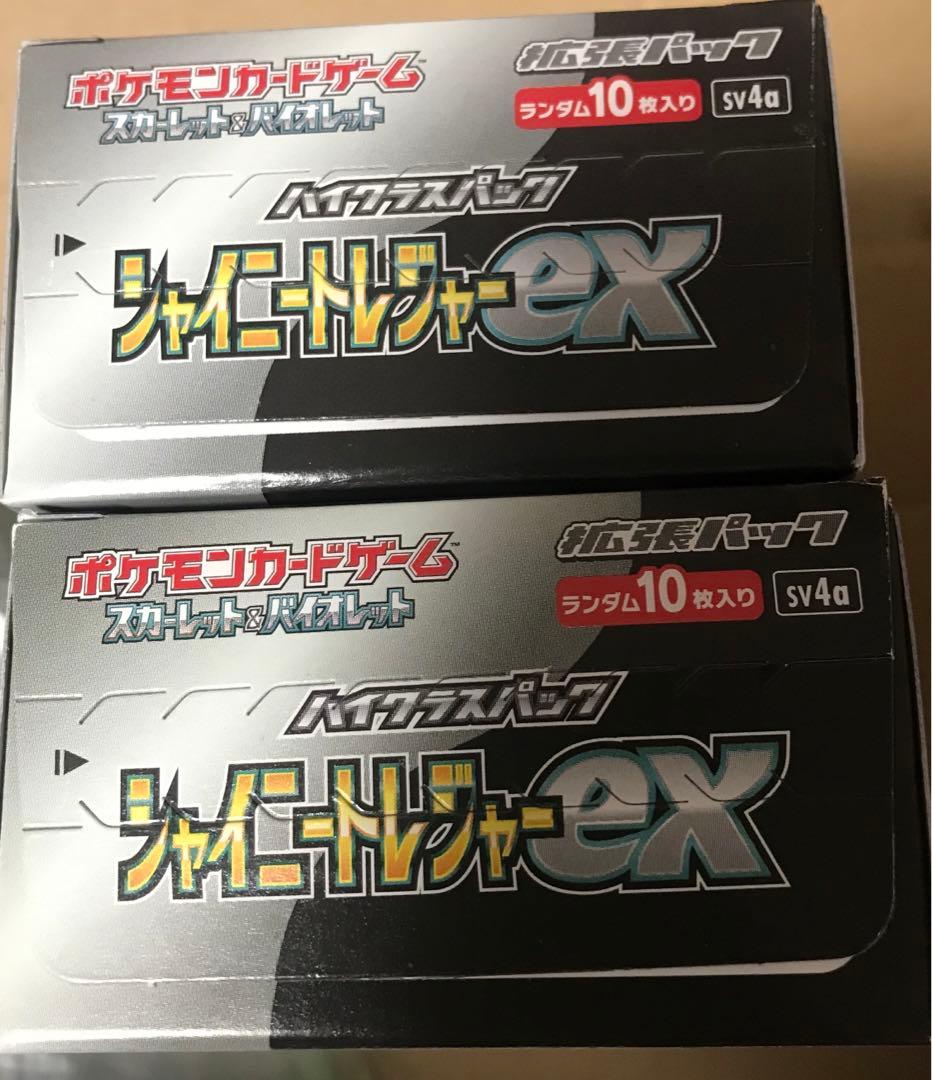 ポケモンカードゲーム™
スカーレット&バイオレット
拡張パック
ランダム10枚入り sv4a
ハイクラスパック
シャイニートレジャーex
ポケモンカードゲーム™
スカーレット&バイオレット
拡張パック
ランダム10枚入り sv4a
ハイクラスパック
シャイニートレジャーex